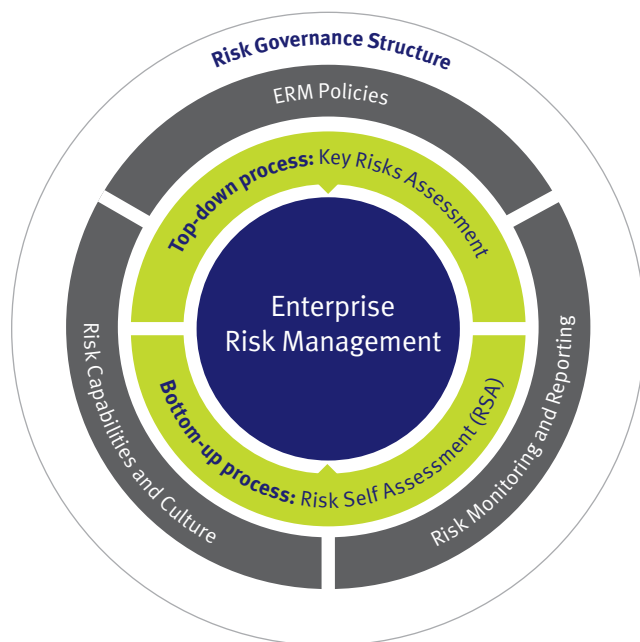 Risk Governance Structure
ERM Policies
Top-down process: Key Risks Assessment
Enterprise
Risk Management
Bottom-up process: Risk Self Assessment (RSA)
Risk Capabilities and Culture
Risk Monitoring and Reporting